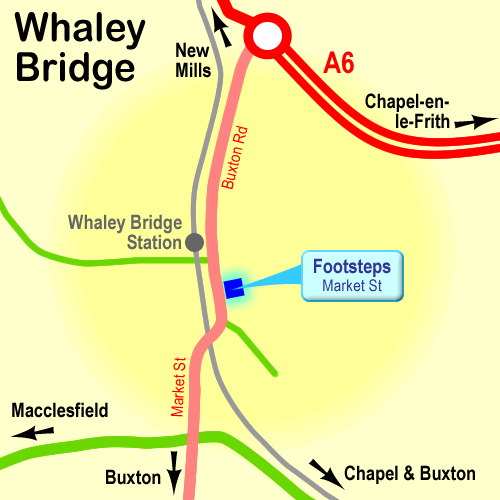 Whaley
Bridge
New
Mills
A6
Chapel-en-
le-Frith
Buxton Rd
Whaley Bridge
Station
Footsteps
Market St
Market St
Macclesfield
Buxton
Chapel & Buxton